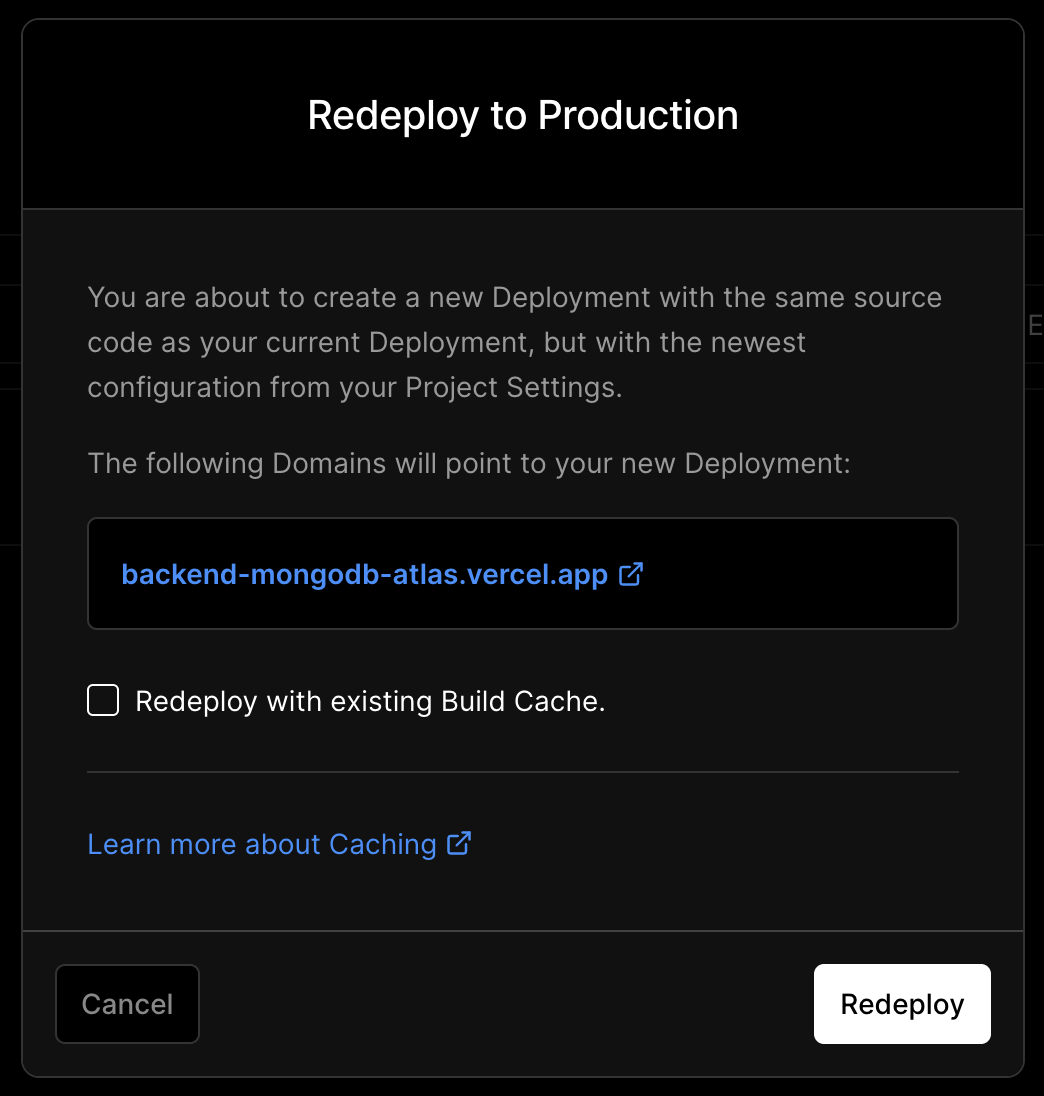 Redeploy to Production
You are about to create a new Deployment with the same source
code as your current Deployment, but with the newest
configuration from your Project Settings.
E
The following Domains will point to your new Deployment:
backend-mongodb-atlas.vercel.app
Redeploy with existing Build Cache.
Learn more about Caching
Cancel
Redeploy